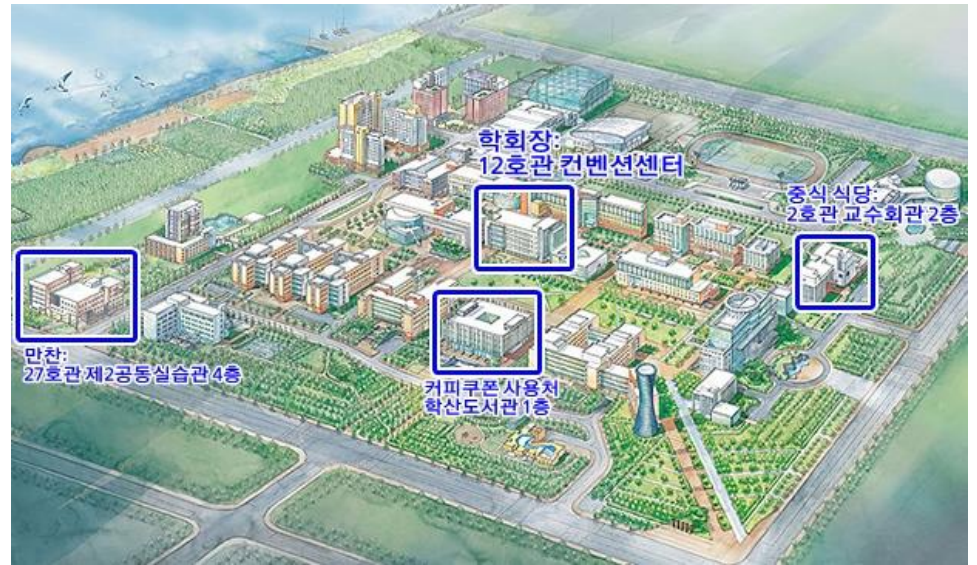 학회장:
12호관 컨벤션센터
중식 식당:
2호관 교수회관 2층
만찬:
27호관 제2공동실습관 4층
커피쿠폰 사용처
학산도서관 1층